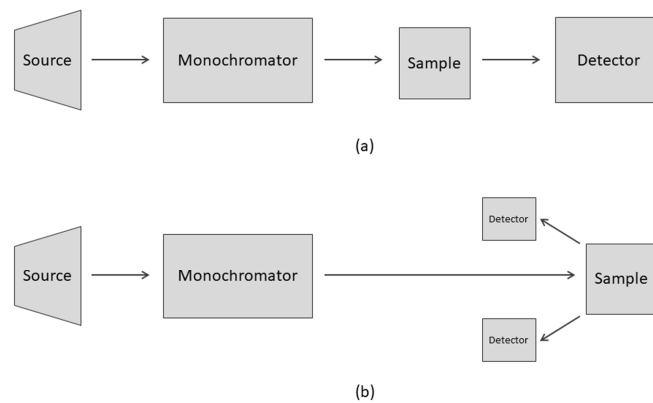 Source
Monochromator
Sample
Detector
(a)
Detector
Source
Monochromator
Sample
Detector
(b)